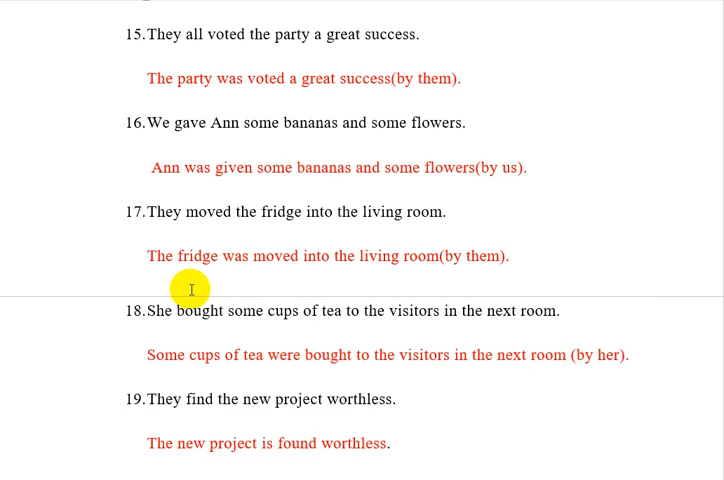 15.They all voted the party a great success.
The party was voted a great success(by them).
16.We gave Ann some bananas and some flowers.
Ann was given some bananas and some flowers(by us).
17.They moved the fridge into the living room.
The fridge was moved into the living room(by them).
18.She bought some cups of tea to the visitors in the next room.
Some cups of tea were bought to the visitors in the next room (by her).
19.They find the new project worthless.
The new project is found worthless.